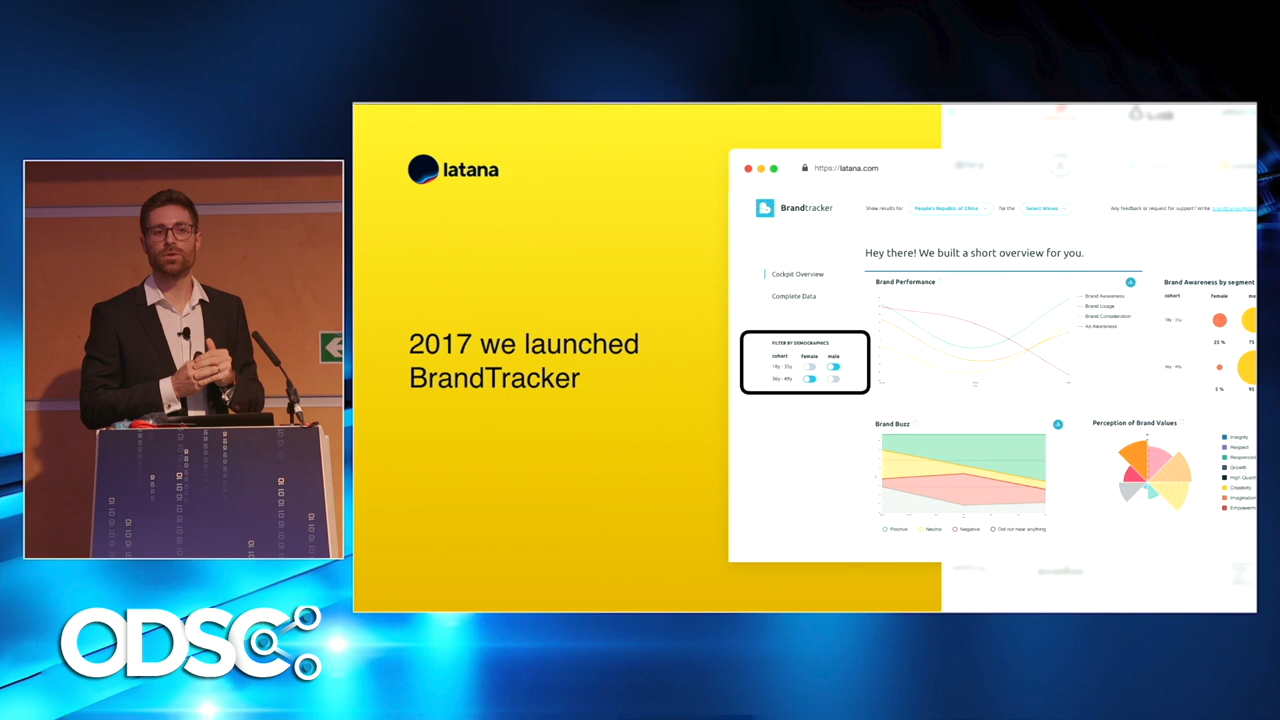 latana
2017 we launched
BrandTracker
https://latana.com
Brandtracker
Show results for
People's Republic of China
for the
Select Waves
Any feedback or request for support? Write:
Hey there! We built a short overview for you.
Cockpit Overview
Complete Data
FILTER BY DEMOGRAPHICS
cohort female male
18y - 35y
36y - 49y
Brand Performance
Brand Awareness
Brand Usage
Brand Consideration
Ad Awareness
Brand Awareness by segment
cohort female
18y - 35y
25 %
36y - 49y
5 %
Brand Buzz
Positive Neutral Negative Did not hear anything
Perception of Brand Values
Integrity
Respect
Growth
Creativity
ODSC